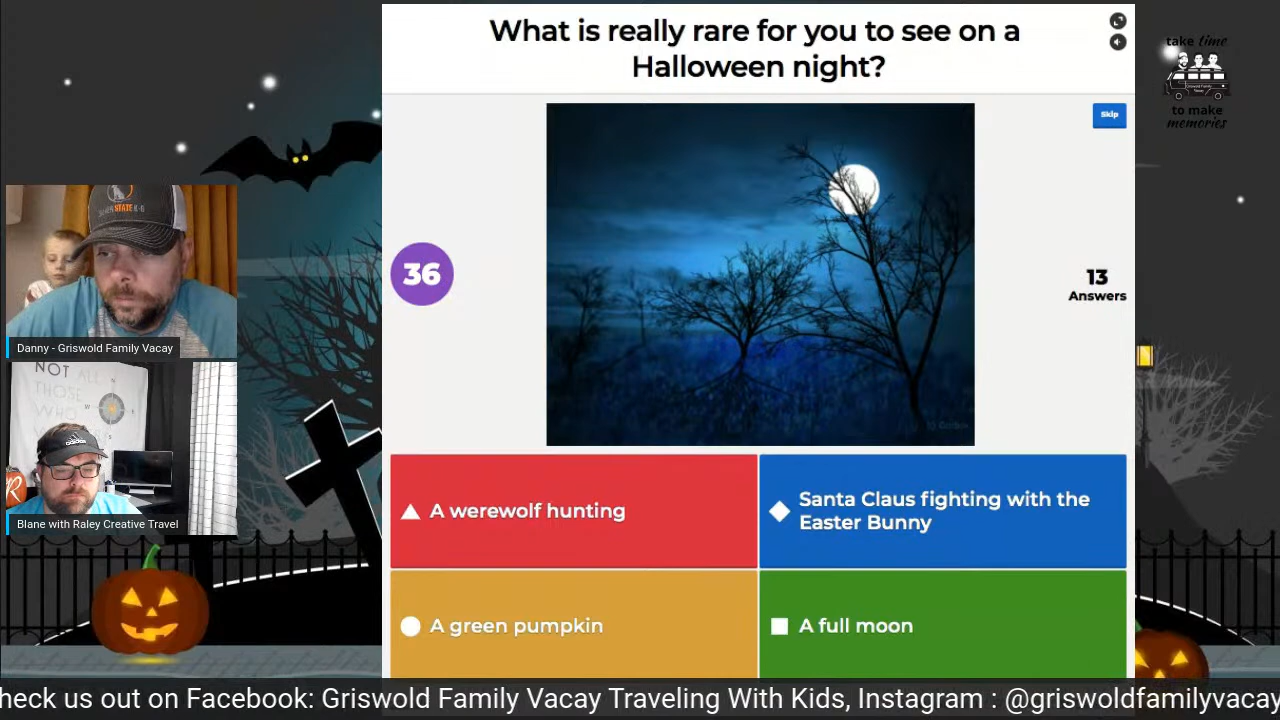 What is really rare for you to see on a
Halloween night?
take time
to make
memories
Skip
36
13
Answers
STATE K-9
Danny - Griswold Family Vacay
NOT ALL
THOSE
WHO
Blane with Raley Creative Travel
A werewolf hunting
Santa Claus fighting with the
Easter Bunny
A green pumpkin
A full moon
heck us out on Facebook: Griswold Family Vacay Traveling With Kids, Instagram : @griswoldfamilyvacay